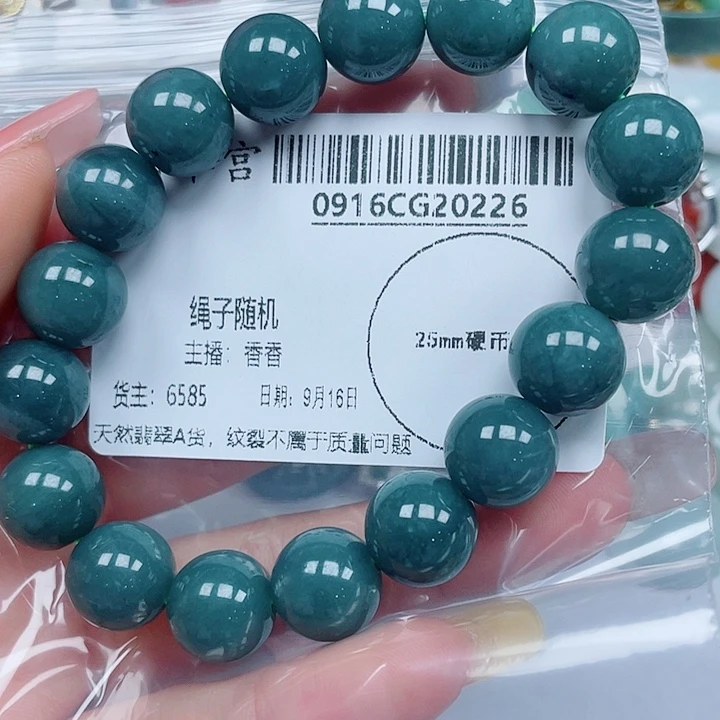 宫
0916CG20226
绳子随机
25mm硬币
主播：香香
货主：6585 日期：9月16日
天然翡翠A货，纹裂不属于质量问题